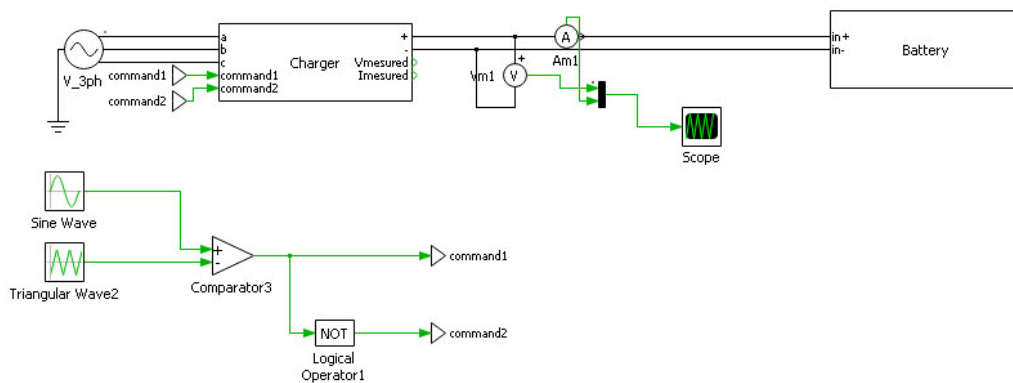 V_3ph
command1
command2
a
b
c
command1
command2
Charger
+
-
Vmesured
Imesured
Vm1
+
V
A
Am1
Scope
in+
in-
Battery
Sine Wave
Triangular Wave2
+
-
Comparator3
command1
NOT
command2
Logical
Operator1